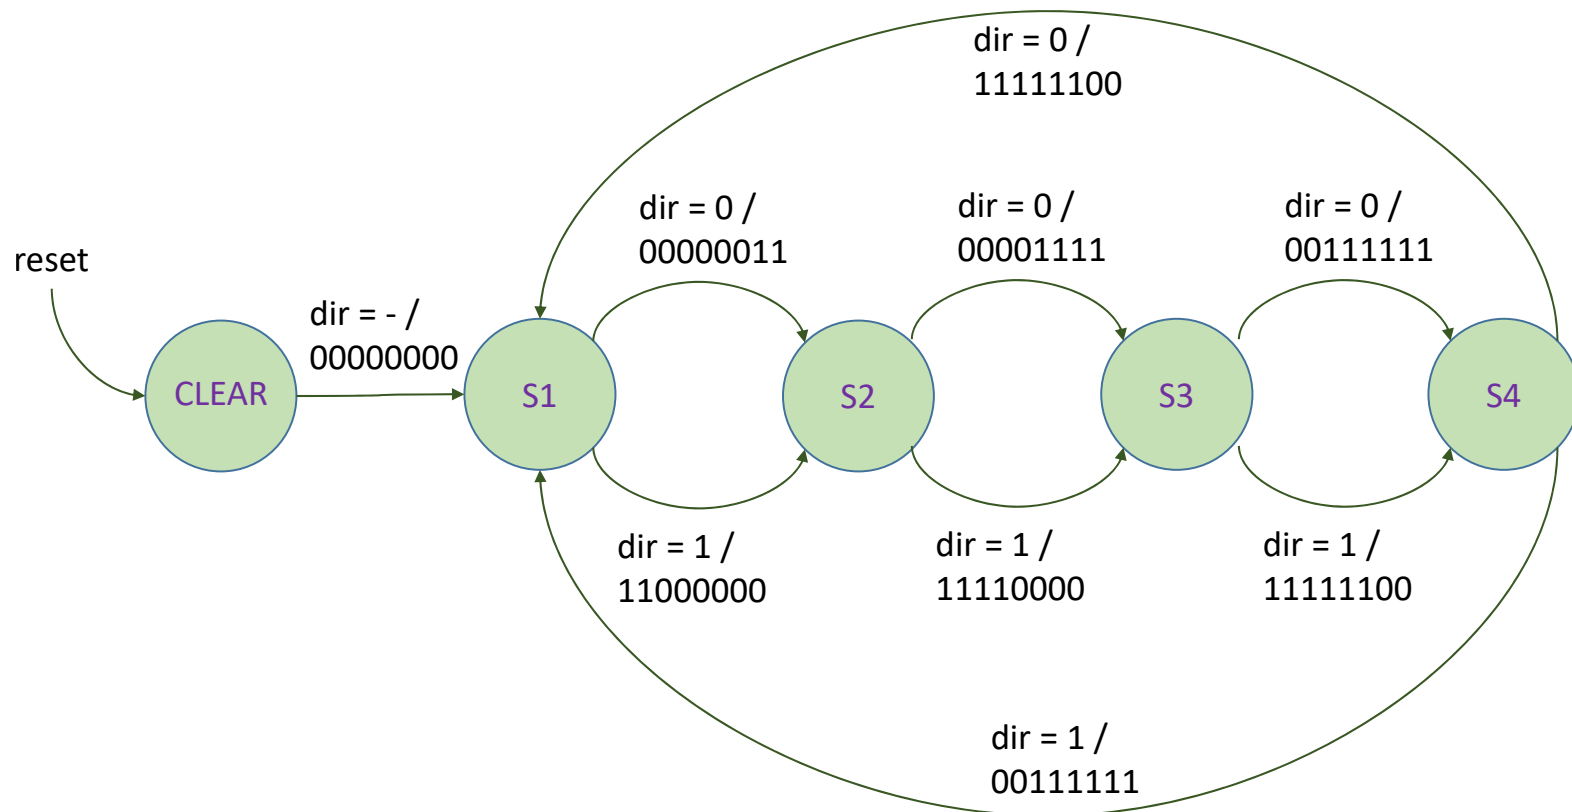 dir = 0 /
11111100
dir = 0 /
00000011
dir = 0 /
00001111
dir = 0 /
00111111
reset
dir = - /
00000000
CLEAR
S1
S2
S3
S4
dir = 1 /
11000000
dir = 1 /
11110000
dir = 1 /
11111100
dir = 1 /
00111111